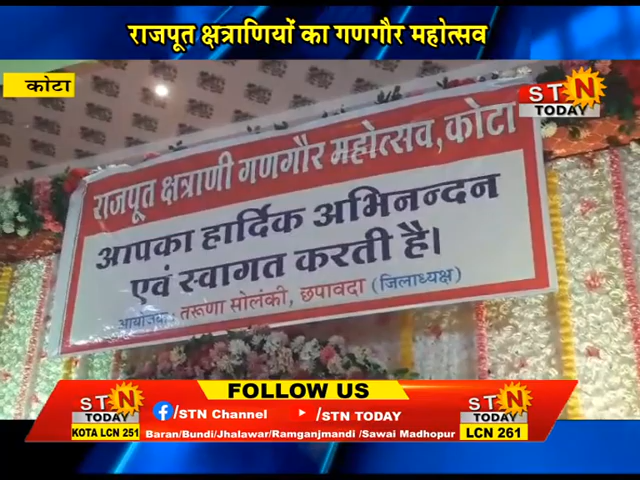 राजपूत क्षत्राणियों का गणगौर महोत्सव
कोटा
STN
TODAY
राजपूत क्षत्राणी गणगौर महोत्सव, कोटा
आपका हार्दिक अभिनन्दन
एवं स्वागत करती है।
आयोजक : तरूणा सोलंकी, छपावदा (जिलाध्यक्ष)
FOLLOW US
STN
TODAY
KOTA LCN 251
/STN Channel
/STN TODAY
Baran/Bundi/Jhalawar/Ramganjmandi /Sawai Madhopur
STN
TODAY
LCN 261